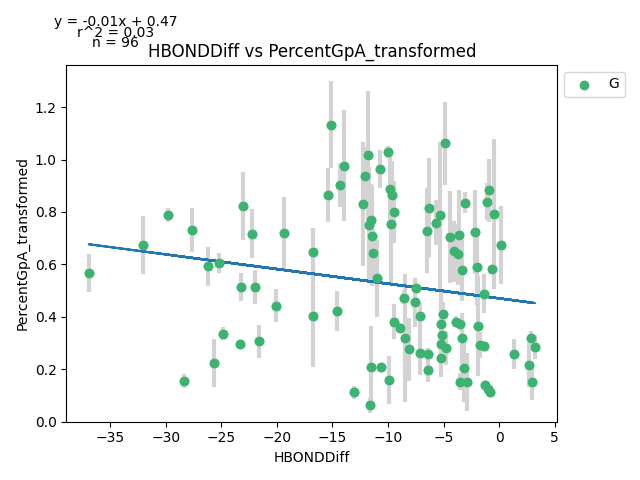 y = -0.01x + 0.47
r^2 = 0.03
n = 96
HBONDDiff vs PercentGpA_transformed
G
PercentGpA_transformed
1.2
1.0
0.8
0.6
0.4
0.2
0.0
−35
−30
−25
−20
−15
−10
−5
0
5
HBONDDiff